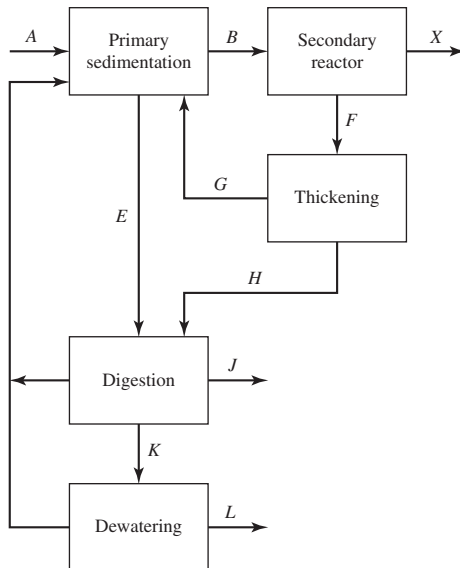 A
Primary
sedimentation
B
Secondary
reactor
X
F
G
Thickening
E
H
Digestion
J
K
Dewatering
L